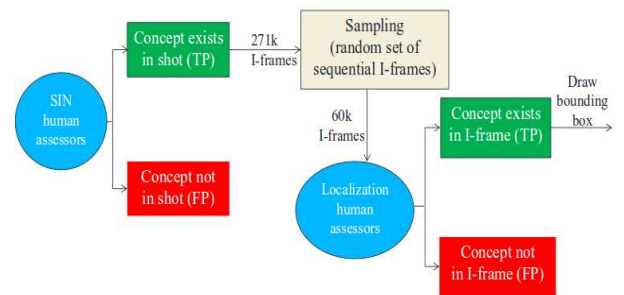 SIN
human
assessors
Concept exists
in shot (TP)
Concept not
in shot (FP)
271k
I-frames
Sampling
(random set of
sequential I-frames)
60k
I-frames
Localization
human
assessors
Concept exists
in I-frame (TP)
Concept not
in I-frame (FP)
Draw
bounding
box